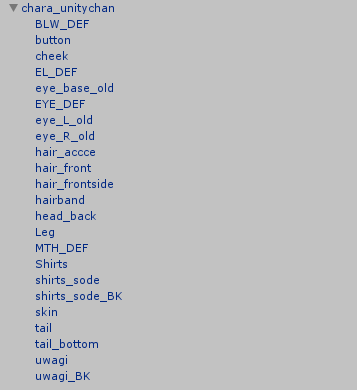 chara_unitychan
BLW_DEF
button
cheek
EL_DEF
eye_base_old
EYE_DEF
eye_L_old
eye_R_old
hair_accce
hair_front
hair_frontside
hairband
head_back
Leg
MTH_DEF
Shirts
shirts_sode
shirts_sode_BK
skin
tail
tail_bottom
uwagi
uwagi_BK